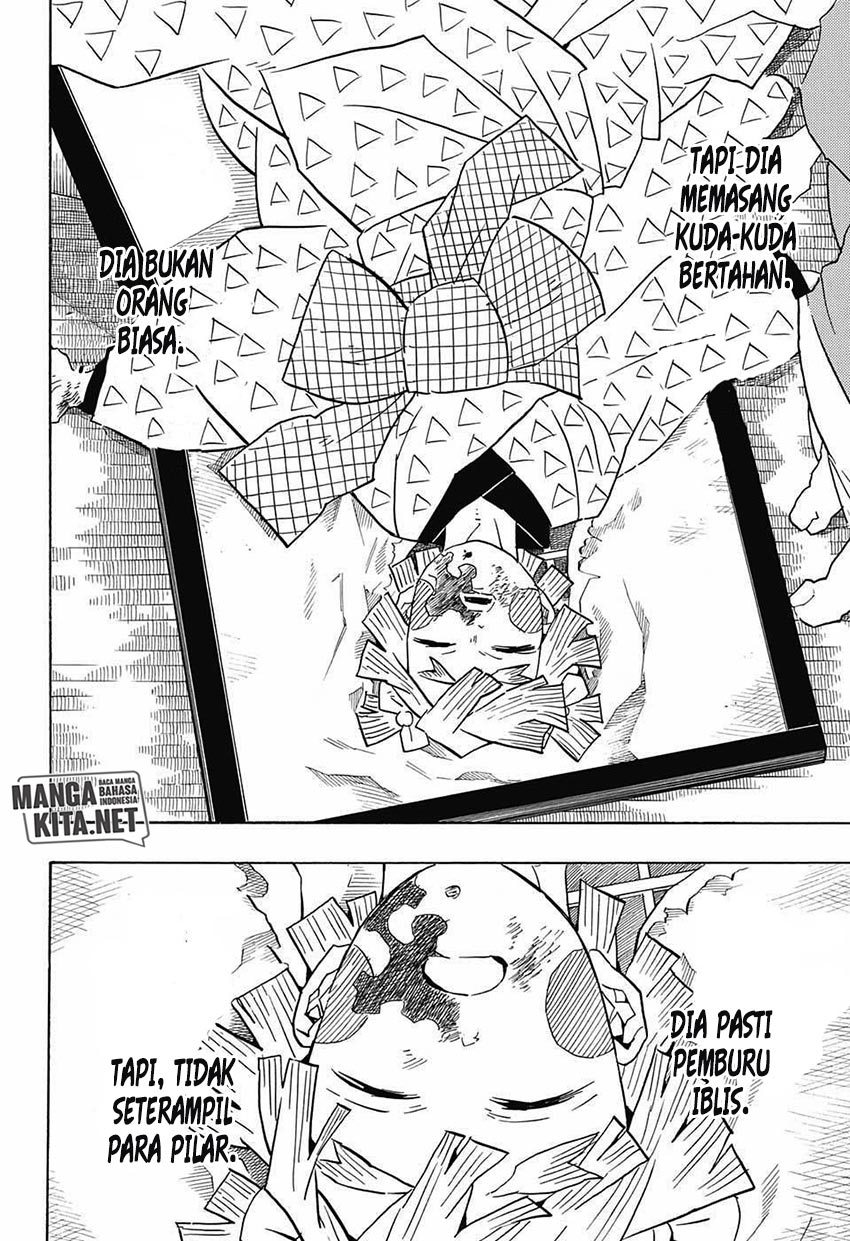 TAPI DIA
MEMASANG
KUDA-KUDA
BERTAHAN.
DIA BUKAN
ORANG
BIASA.
MANGA
KITA.NET
BACA MANGA
BAHASA
INDONESIA
DIA PASTI
PEMBURU
IBLIS.
TAPI, TIDAK
SETERAMPIL
PARA PILAR.